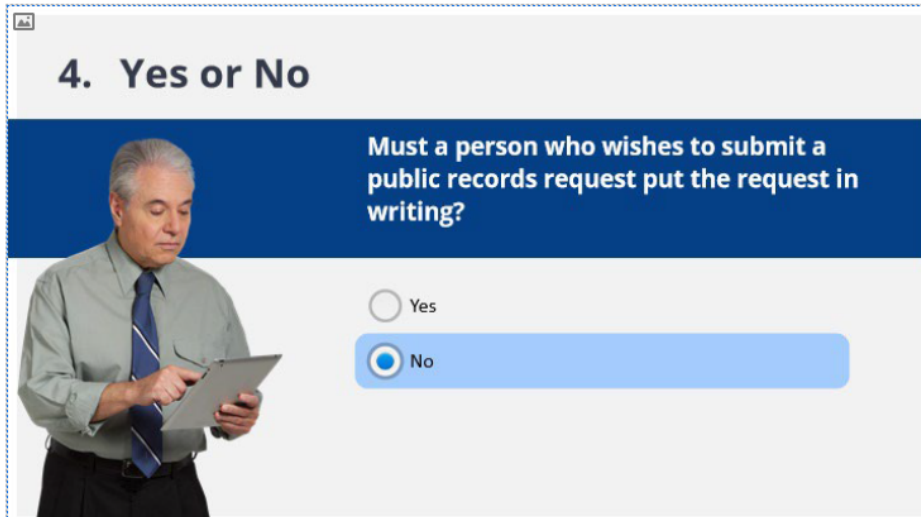 4. Yes or No
Must a person who wishes to submit a
public records request put the request in
writing?
Yes
No